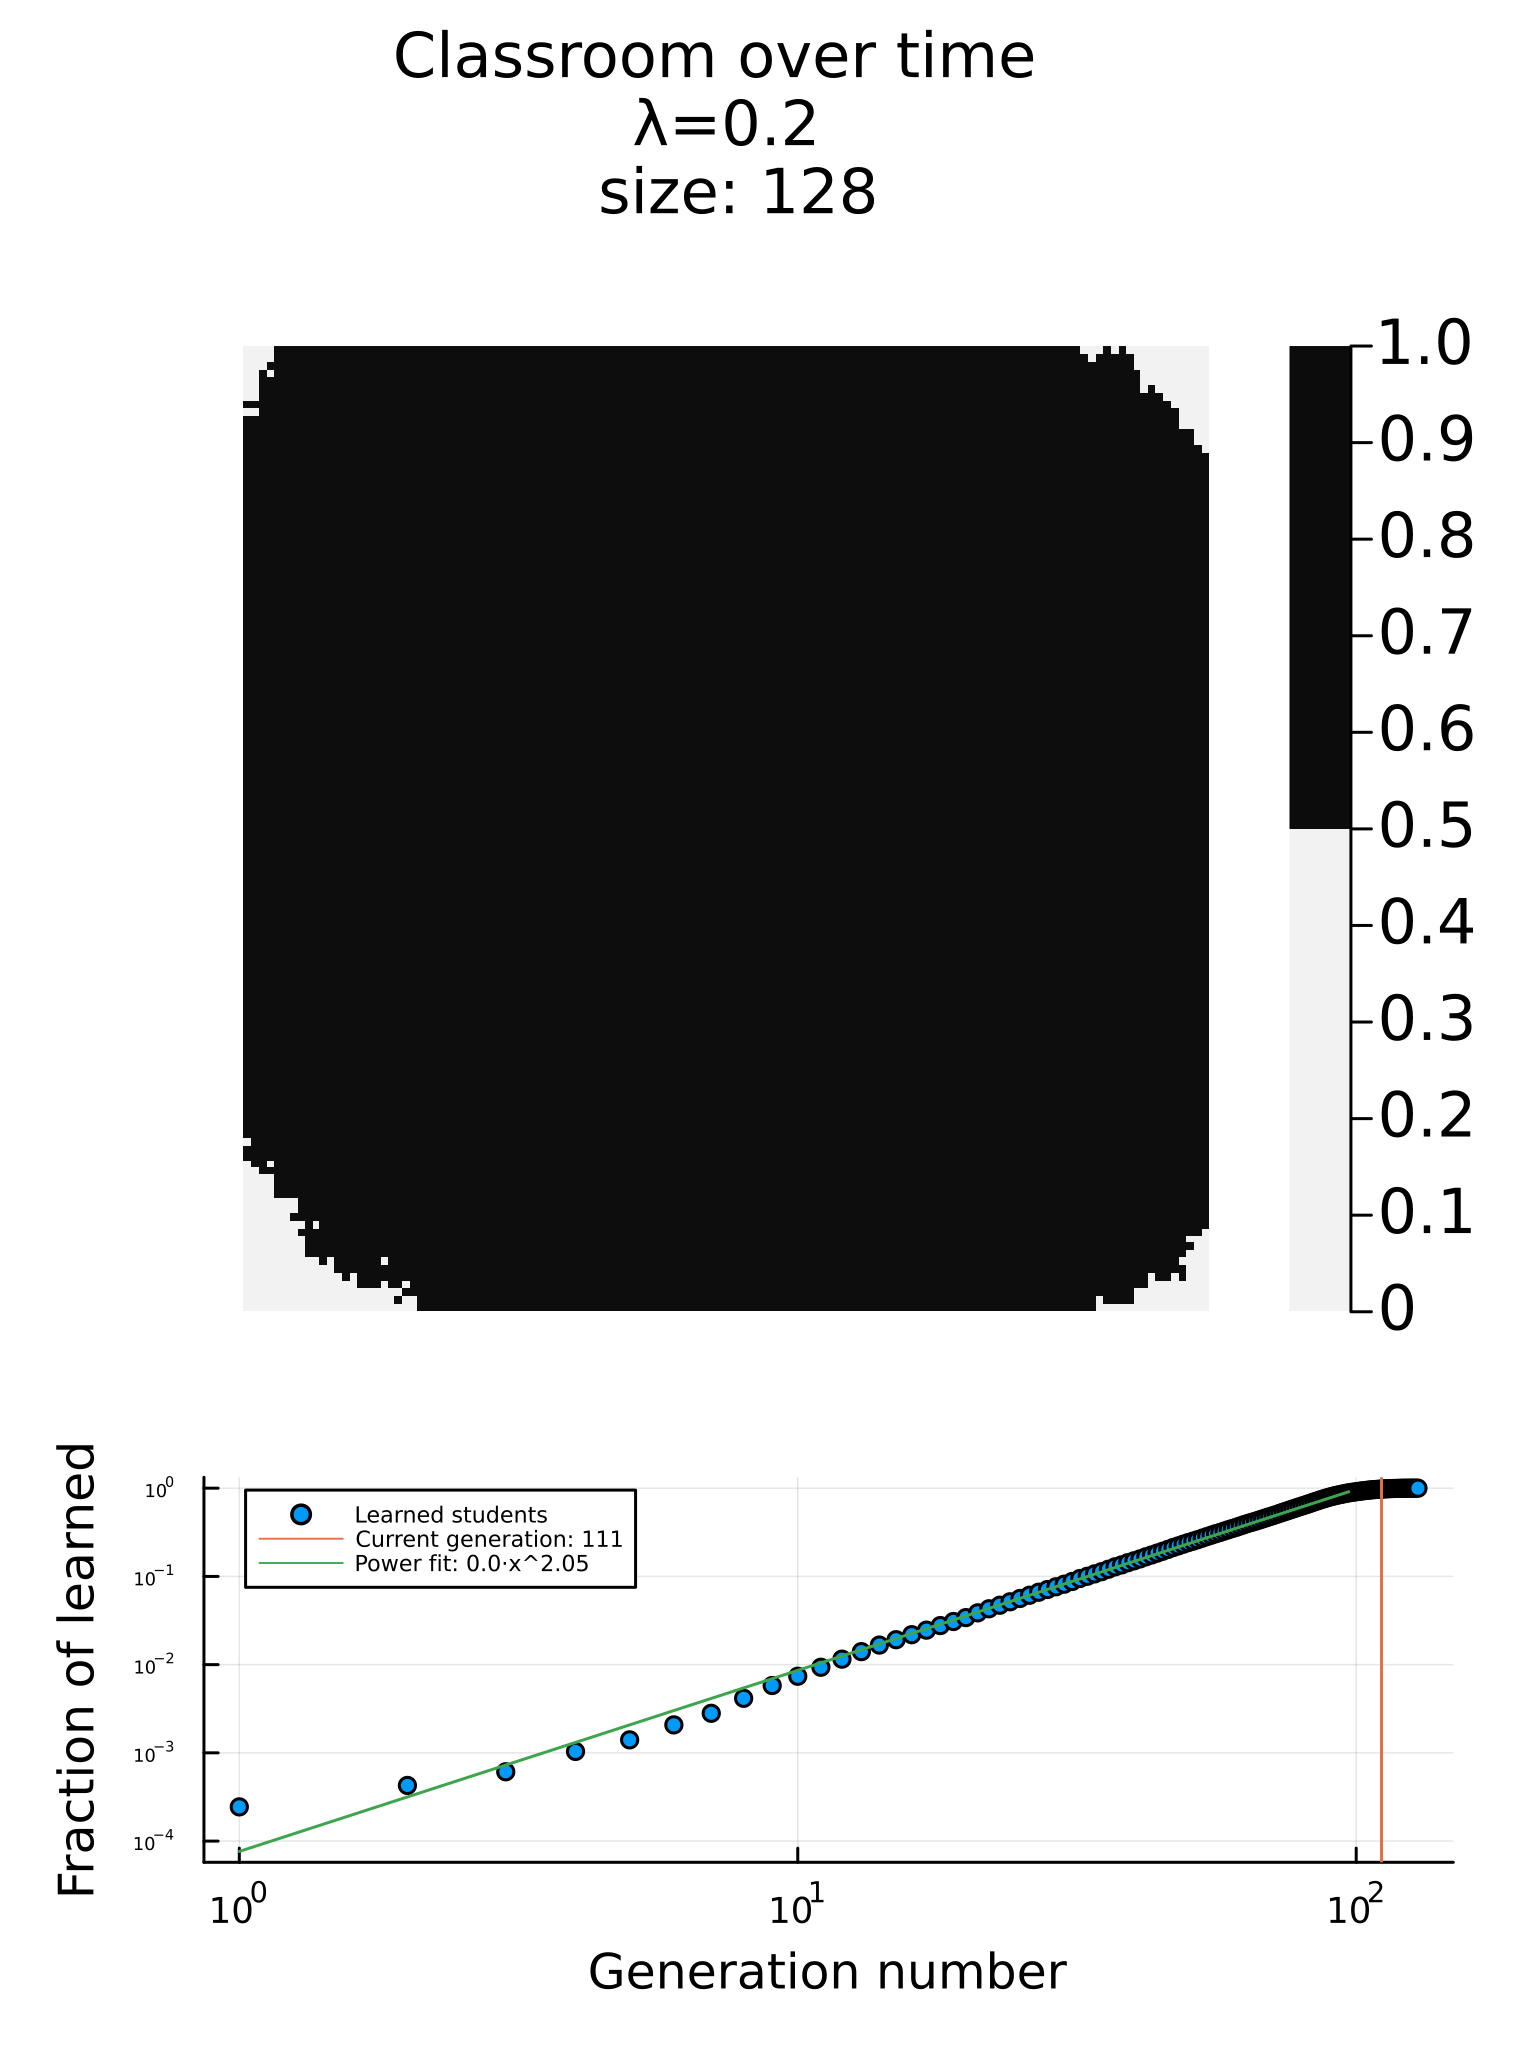 Classroom over time
λ=0.2
size: 128
1.0
0.9
0.8
0.7
0.6
0.5
0.4
0.3
0.2
0.1
0
Fraction of learned
10^0
10^-1
10^-2
10^-3
10^-4
Learned students
Current generation: 111
Power fit: 0.0·x^2.05
10^0 10^1 10^2
Generation number